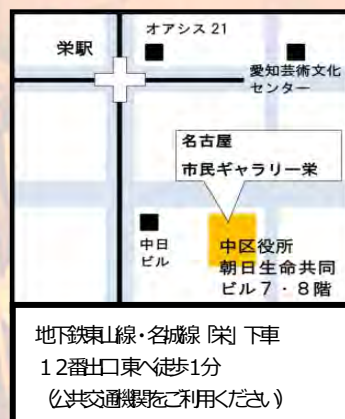 オアシス21
栄駅
愛知芸術文化
センター
名古屋
市民ギャラリー栄
中日
ビル
中区役所
朝日生命共同
ビル7・8階
地下鉄東山線・名城線「栄」下車
12番出口東へ徒歩1分
(公共交通機関をご利用ください)